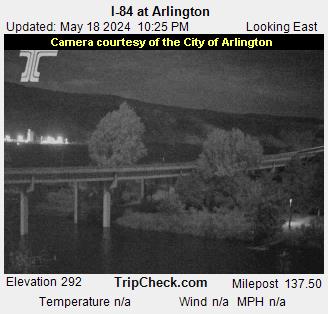 I-84 at Arlington
Updated: May 18 2024 10:25 PM Looking East
Camera courtesy of the City of Arlington
Elevation 292 TripCheck.com Milepost 137.50
Temperature n/a Wind n/a MPH n/a